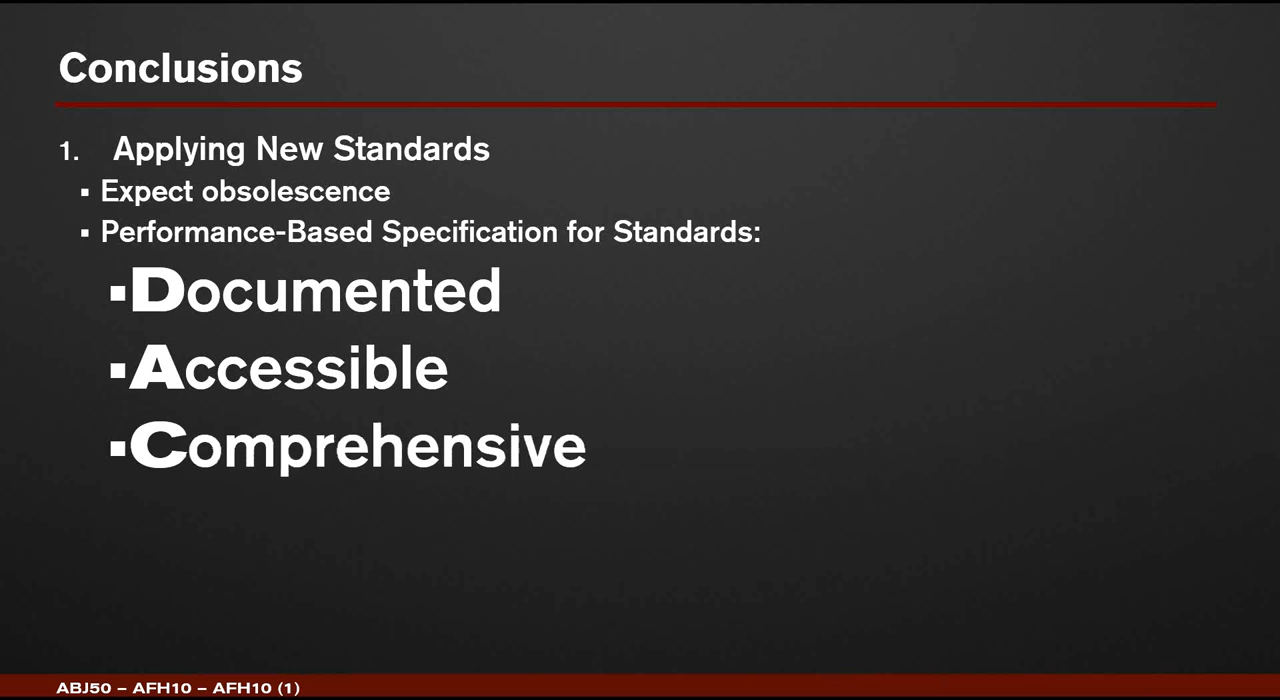 Conclusions
1. Applying New Standards
▪ Expect obsolescence
▪ Performance-Based Specification for Standards:
▪Documented
▪Accessible
▪Comprehensive
ABJ50 – AFH10 – AFH10 (1)